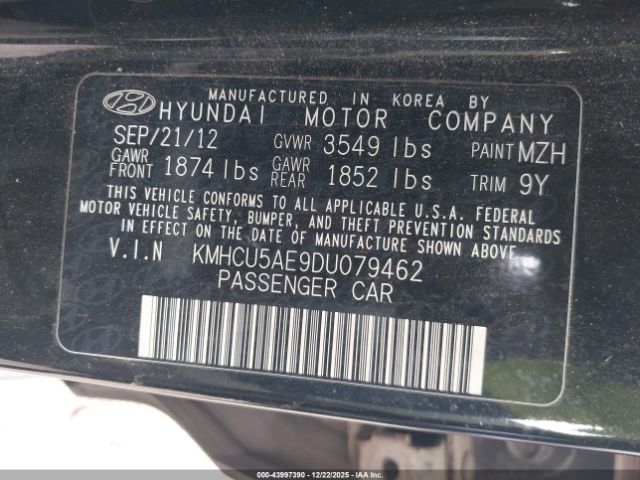 MANUFACTURED IN KOREA BY
HYUNDAI MOTOR COMPANY
SEP/21/12 GVWR 3549 lbs PAINT MZH
GAWR FRONT 1874 lbs GAWR REAR 1852 lbs TRIM 9Y
THIS VEHICLE CONFORMS TO ALL APPLICABLE U.S.A. FEDERAL
MOTOR VEHICLE SAFETY, BUMPER, AND THEFT PREVENTION STANDARDS
IN EFFECT ON THE DATE OF MANUFACTURE SHOWN ABOVE.
V.I.N KMHCU5AE9DU079462
PASSENGER CAR
000-43997390 - 12/22/2025 - IAAI.COM